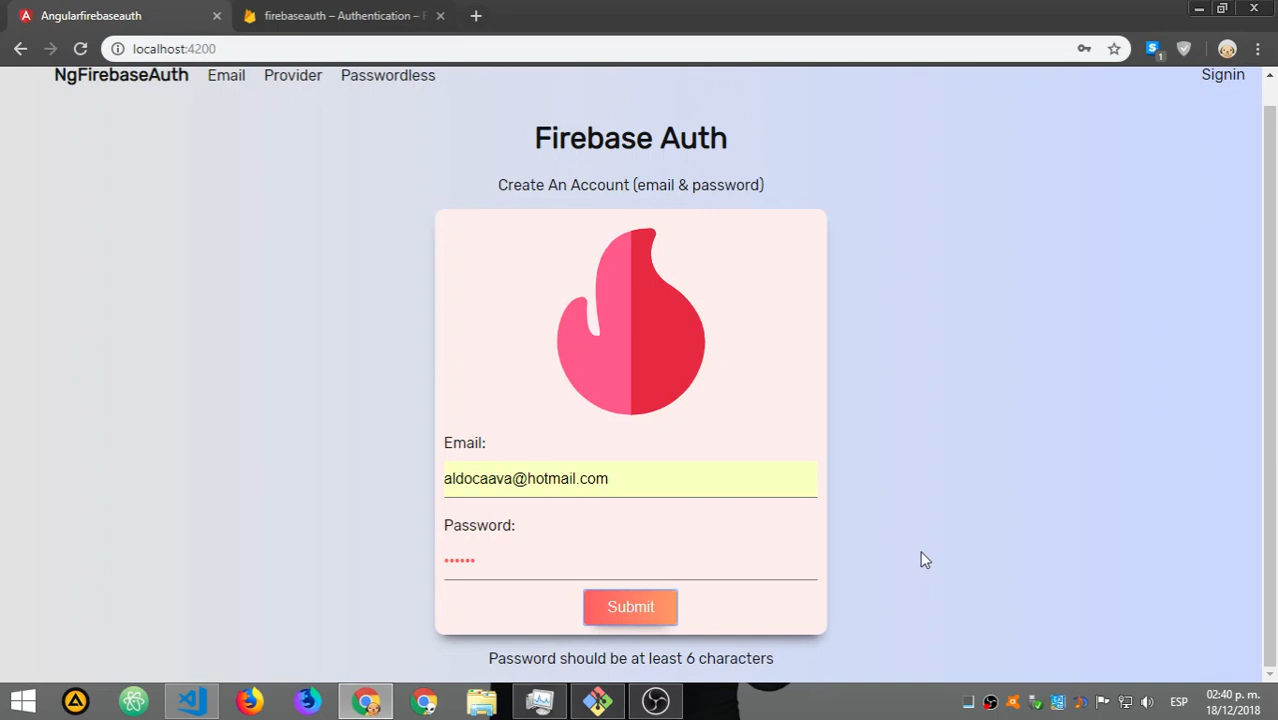 Angularfirebaseauth
firebaseauth – Authentication – F
localhost:4200
1
NgFirebaseAuth Email Provider Passwordless Signin
Firebase Auth
Create An Account (email & password)
Email:
aldocaava@hotmail.com
Password:
••••••
Submit
Password should be at least 6 characters
ESP
02:40 p. m.
18/12/2018